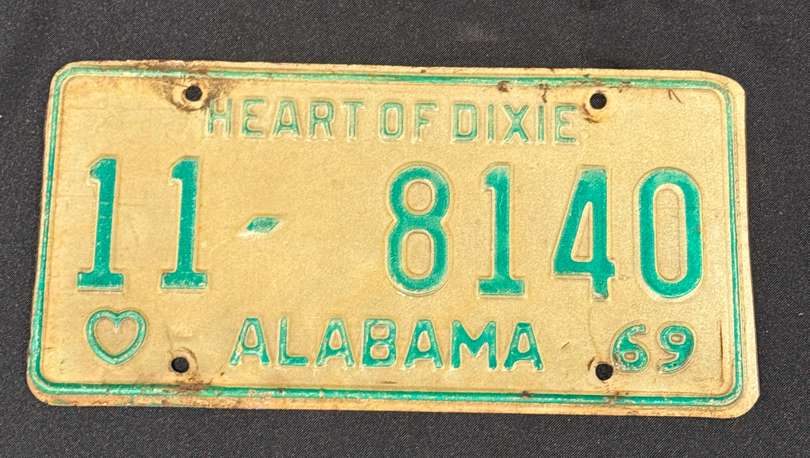 HEART OF DIXIE
11- 8140
ALABAMA 69